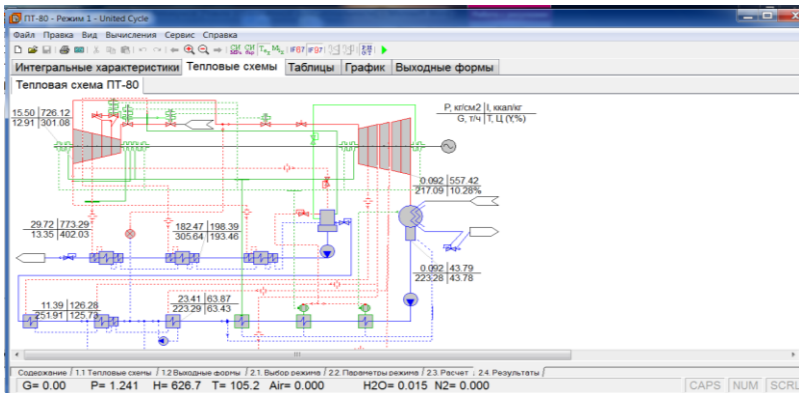 ПТ-80 - Режим 1 - United Cycle
Файл Правка Вид Вычисления Сервис Справка
Интегральные характеристики Тепловые схемы Таблицы График Выходные формы
Тепловая схема ПТ-80
15.50 726.12
12.91 301.08
P, кг/см2 I, ккал/кг
G, т/ч Т, Ц (Y,%)
0.092 557.42
217.09 10.28%
29.72 773.29
13.35 402.03
182.47 198.39
305.64 193.46
0.092 43.79
223.28 43.78
11.39 126.28
251.91 125.73
23.41 63.87
223.29 63.43
Содержание / 1.1 Тепловые схемы / 1.2 Выходные формы / 2.1. Выбор режима / 2.2. Параметры режима / 2.3. Расчет / 2.4. Результаты /
G= 0.00 P= 1.241 H= 626.7 T= 105.2 Air= 0.000 H2O= 0.015 N2= 0.000 CAPS NUM SCRL